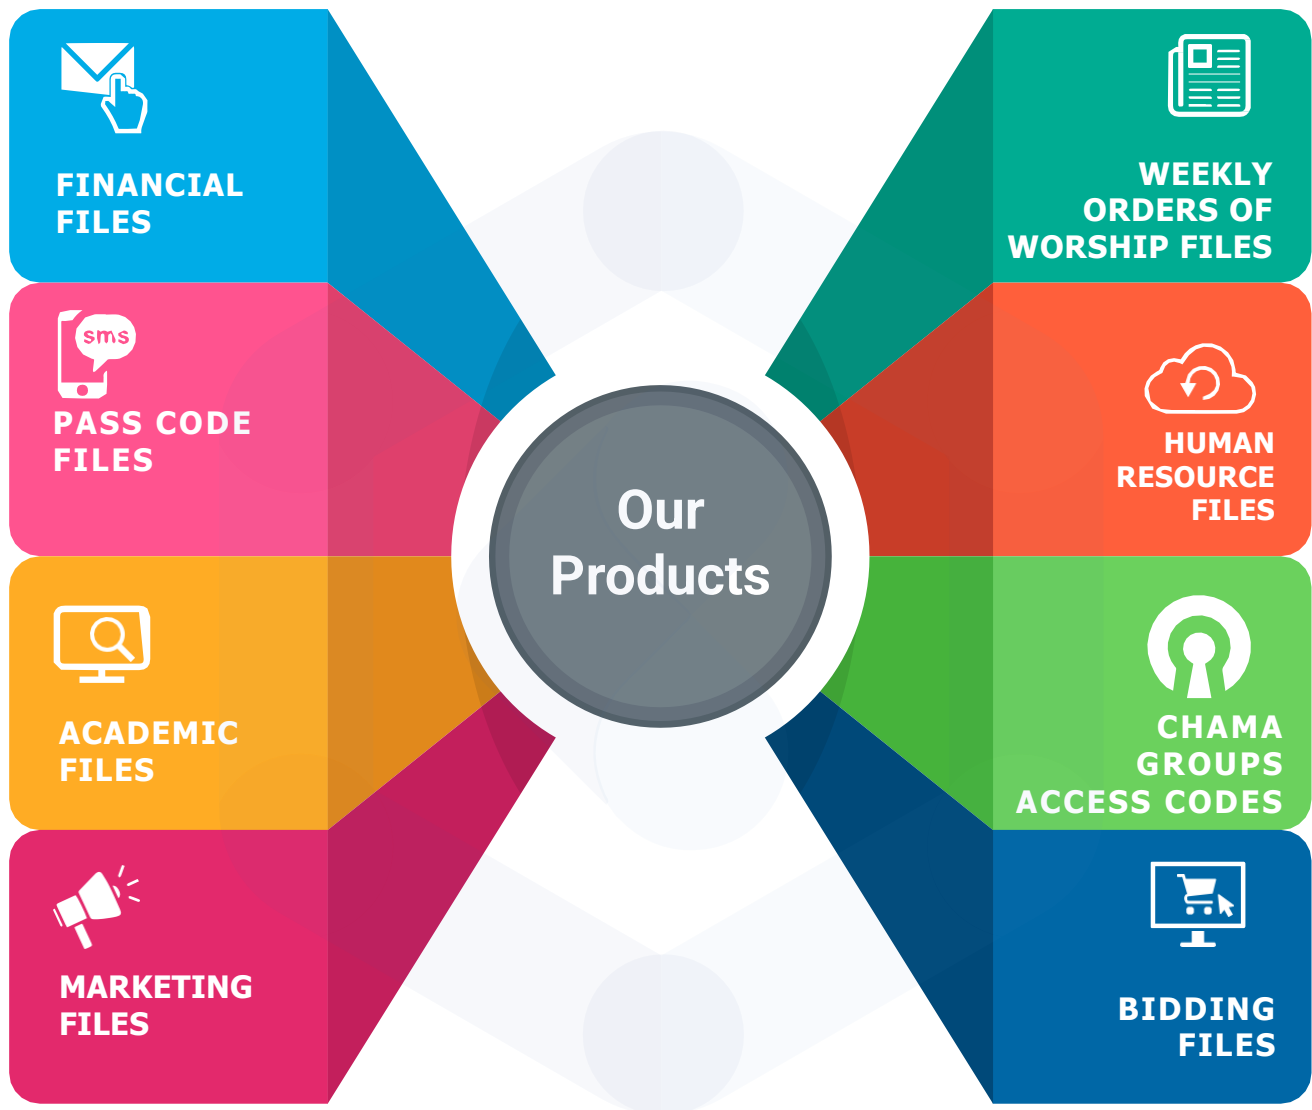 FINANCIAL
FILES
sms
PASS CODE
FILES
ACADEMIC
FILES
MARKETING
FILES
Our
Products
WEEKLY
ORDERS OF
WORSHIP FILES
HUMAN
RESOURCE
FILES
CHAMA
GROUPS
ACCESS CODES
BIDDING
FILES